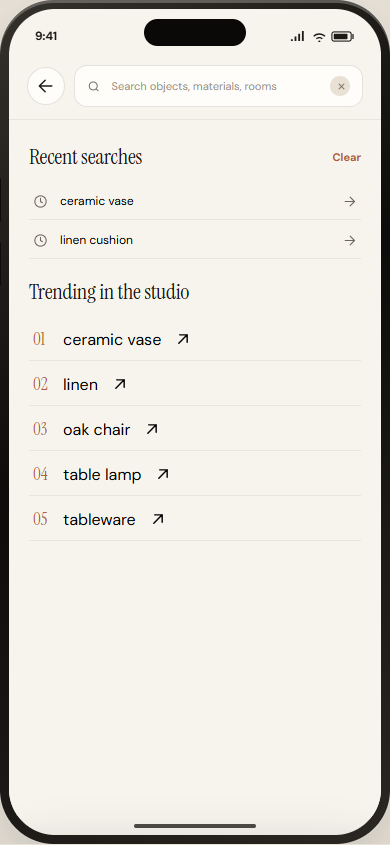 9:41
Search objects, materials, rooms
Recent searches
Clear
ceramic vase
linen cushion
Trending in the studio
01 ceramic vase
02 linen
03 oak chair
04 table lamp
05 tableware